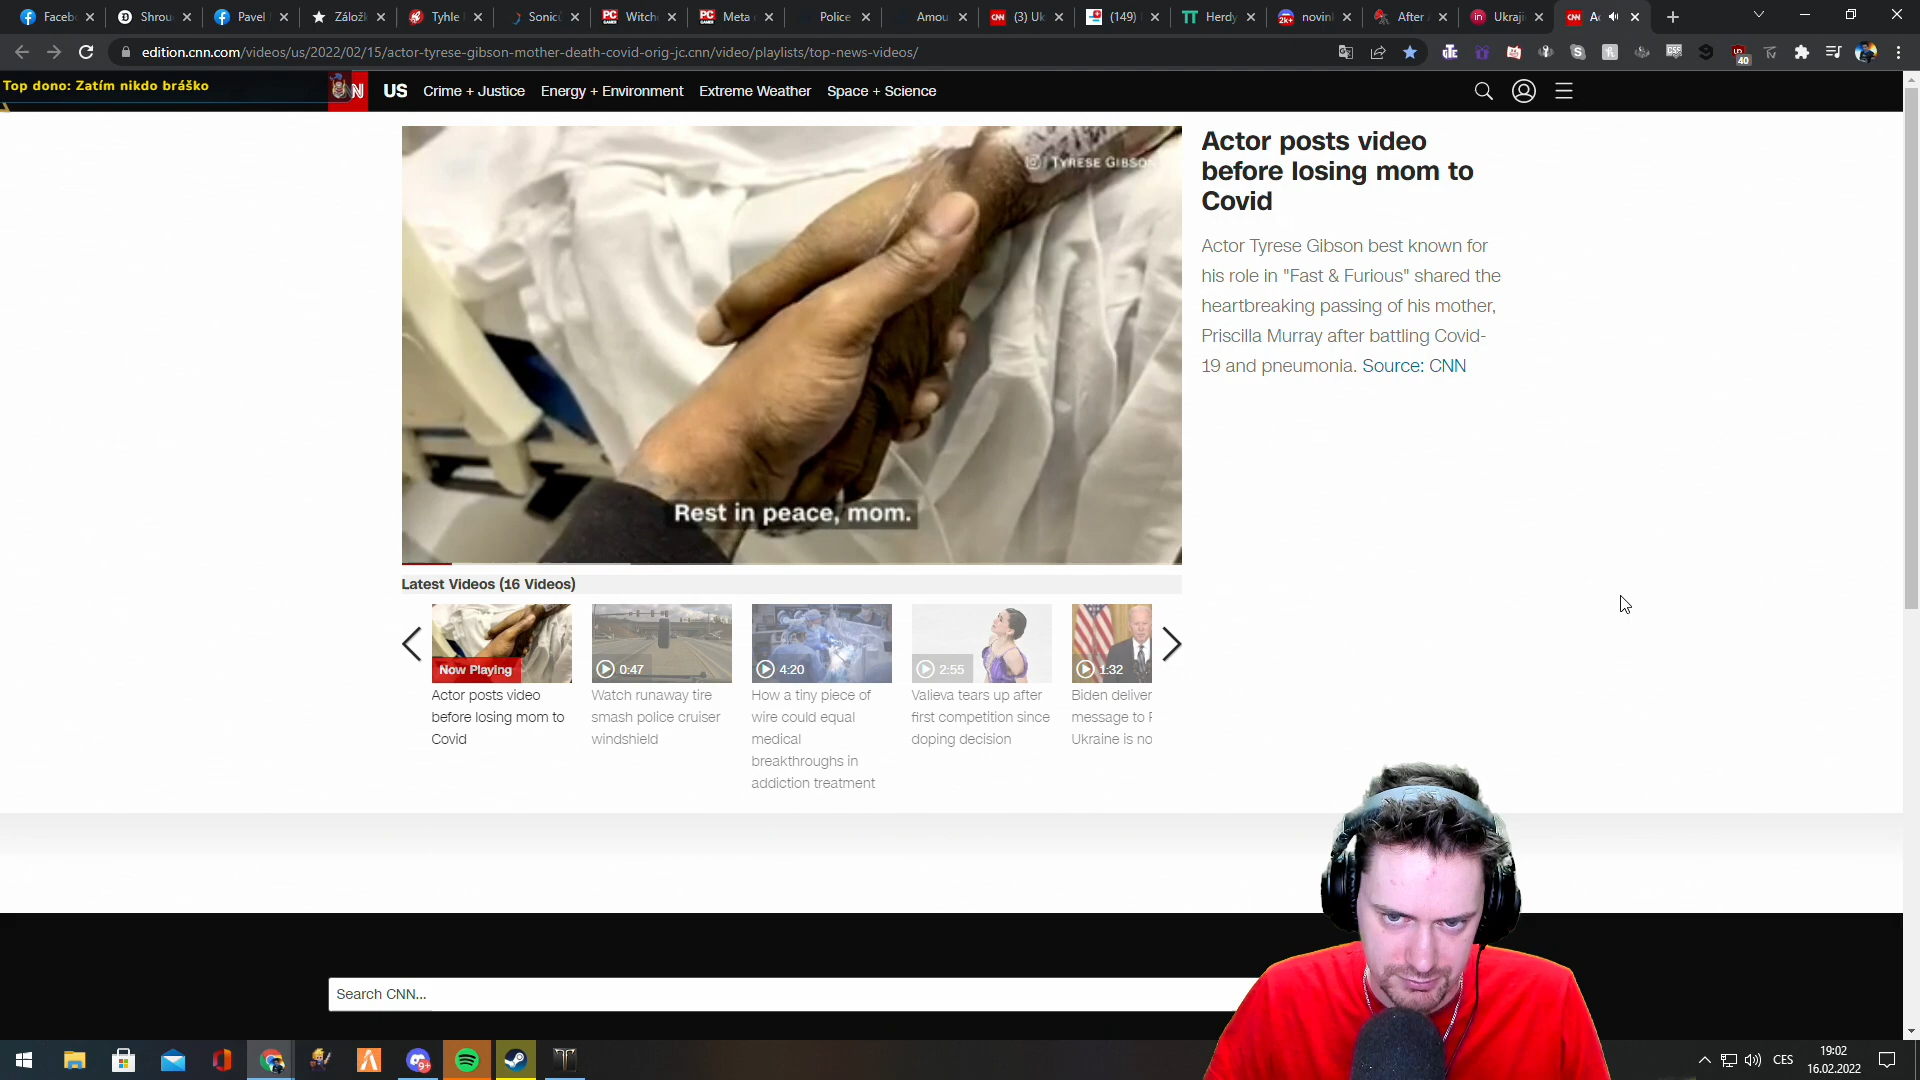 Faceb
Shrou
Pavel
Zálož
Tyhle
Sonic
Witch
Meta
Police
Amou
(3) Uk
(149)
Herdy
novin
After
Ukraji
edition.cnn.com/videos/us/2022/02/15/actor-tyrese-gibson-mother-death-covid-orig-jc.cnn/video/playlists/top-news-videos/
40
Top dono: Zatím nikdo bráško
US Crime + Justice Energy + Environment Extreme Weather Space + Science
TYRESE GIBSON
Rest in peace, mom.
Actor posts video
before losing mom to
Covid
Actor Tyrese Gibson best known for
his role in "Fast & Furious" shared the
heartbreaking passing of his mother,
Priscilla Murray after battling Covid-
19 and pneumonia. Source: CNN
Latest Videos (16 Videos)
Now Playing
Actor posts video
before losing mom to
Covid
0:47
Watch runaway tire
smash police cruiser
windshield
4:20
How a tiny piece of
wire could equal
medical
breakthroughs in
addiction treatment
2:55
Valieva tears up after
first competition since
doping decision
1:32
Biden deliver
message to
Ukraine is no
Search CNN...
9+
CES
19:02
16.02.2022